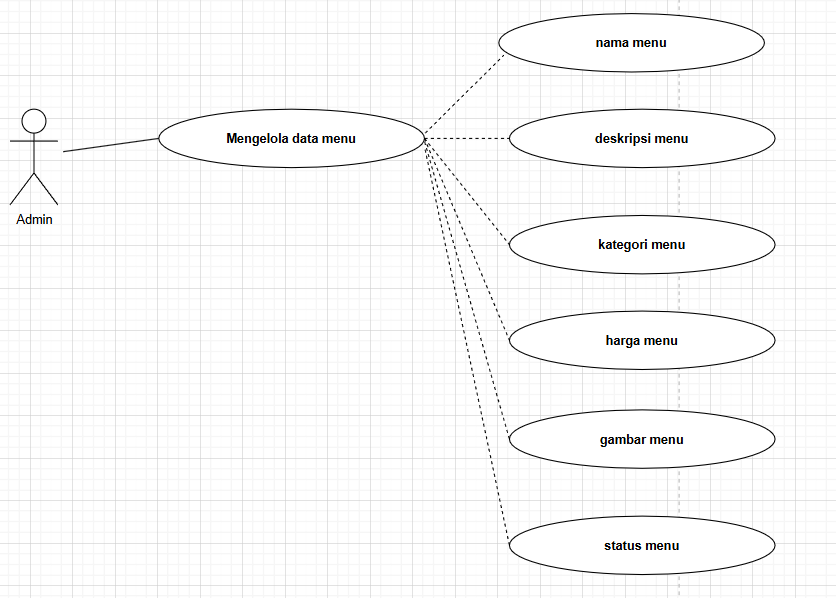 nama menu
Mengelola data menu
deskripsi menu
Admin
kategori menu
harga menu
gambar menu
status menu